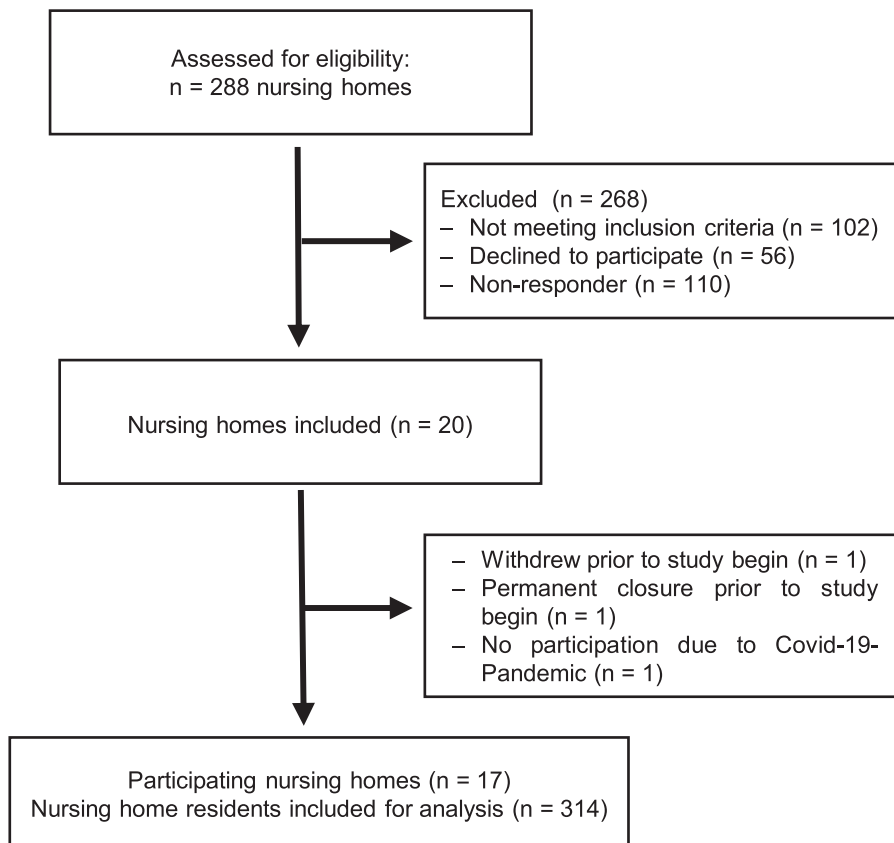 Assessed for eligibility:
n = 288 nursing homes
Excluded (n = 268)
– Not meeting inclusion criteria (n = 102)
– Declined to participate (n = 56)
– Non-responder (n = 110)
Nursing homes included (n = 20)
– Withdrew prior to study begin (n = 1)
– Permanent closure prior to study
begin (n = 1)
– No participation due to Covid-19-
Pandemic (n = 1)
Participating nursing homes (n = 17)
Nursing home residents included for analysis (n = 314)